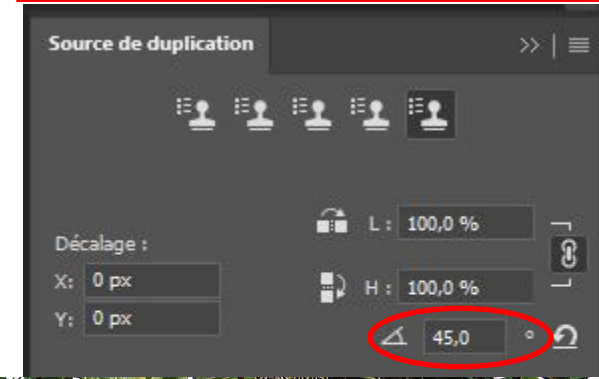 Source de duplication
L : 100,0 %
Décalage :
X: 0 px
H : 100,0 %
Y: 0 px
45,0 °